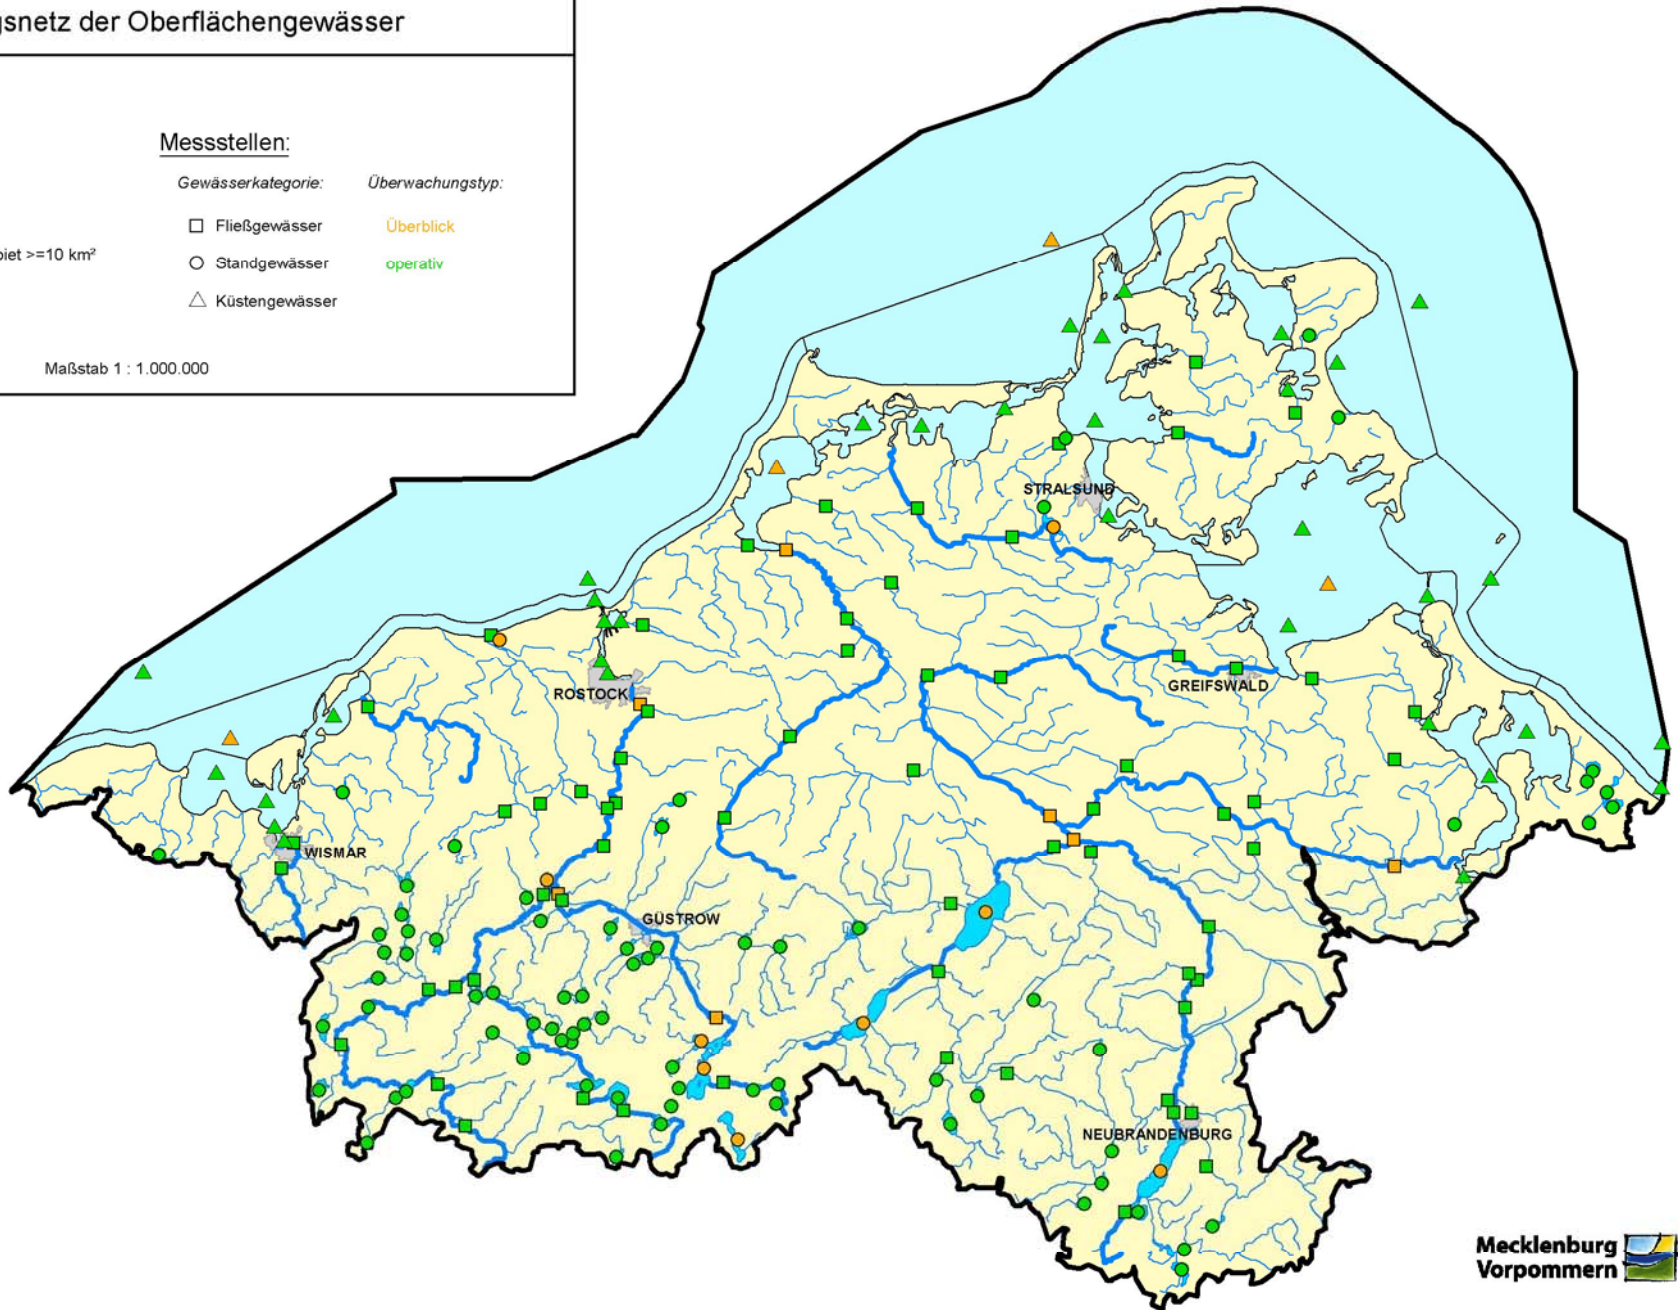 gsnetz der Oberflächengewässer
Messstellen:
Gewässerkategorie: Überwachungstyp:
Fließgewässer Überblick
biet >=10 km²
Standgewässer operativ
Küstengewässer
Maßstab 1 : 1.000.000
STRALSUND
ROSTOCK
GREIFSWALD
WISMAR
GÜSTROW
NEUBRANDENBURG
Mecklenburg
Vorpommern